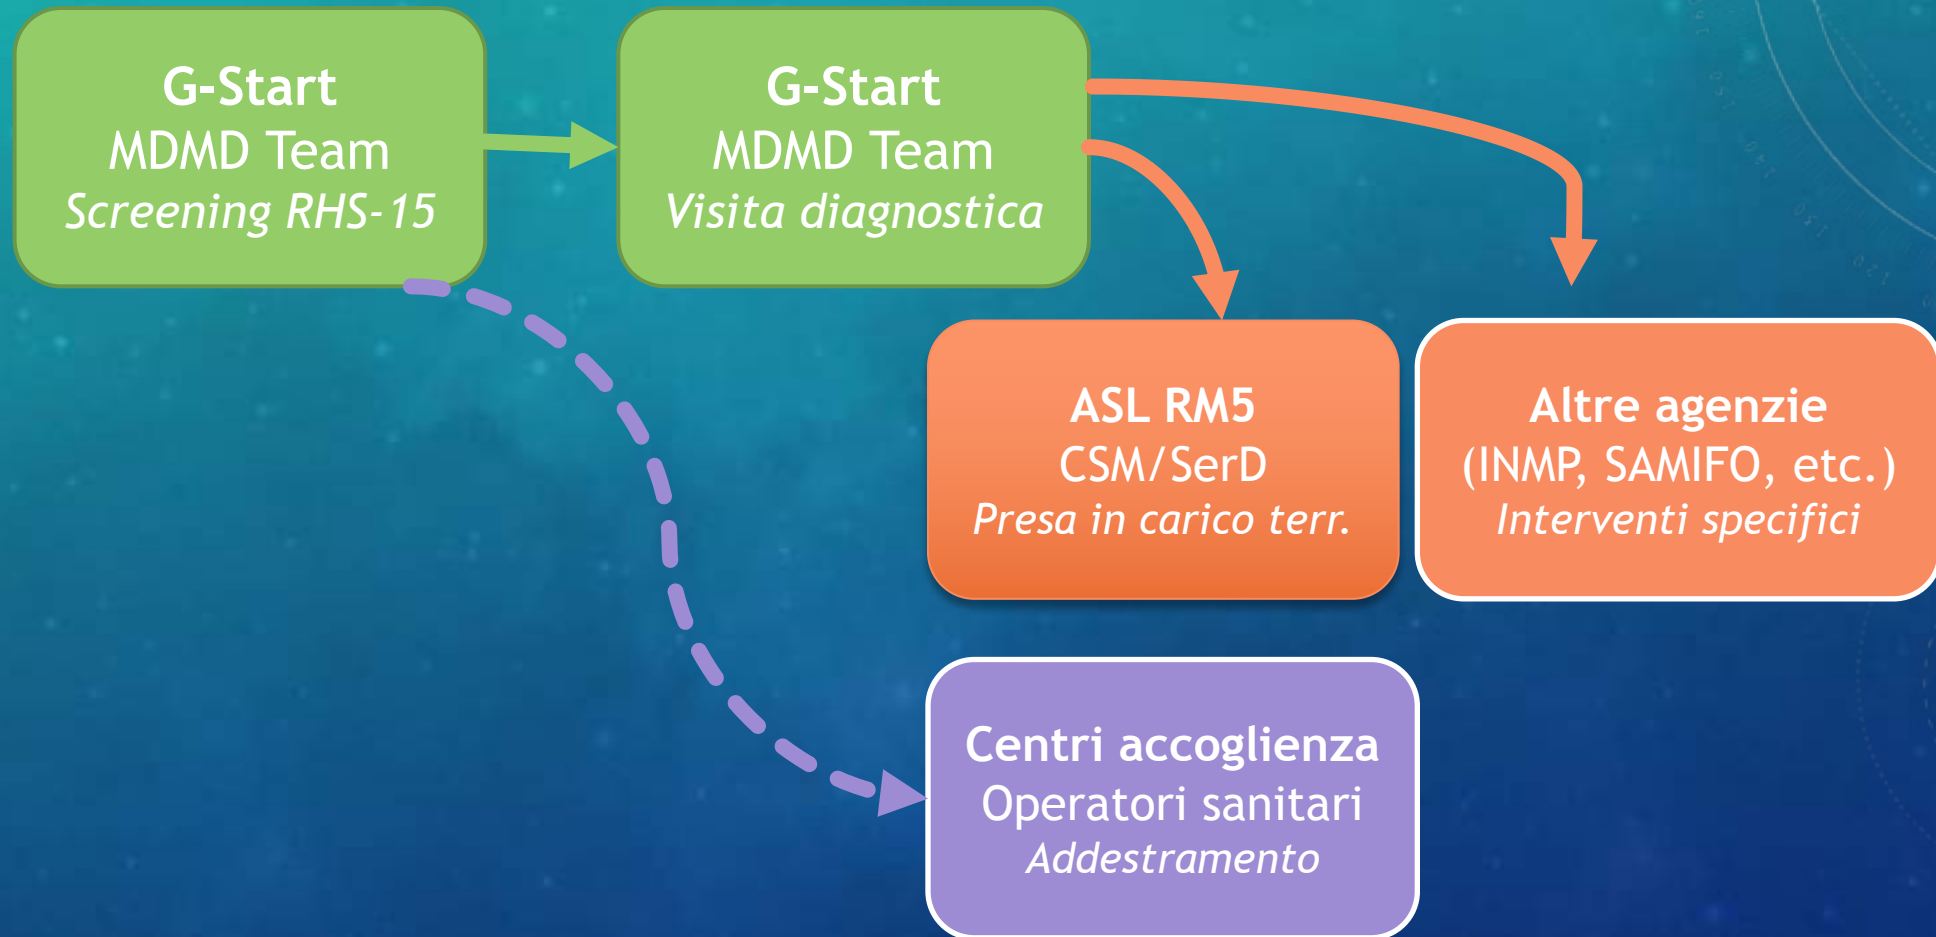 G-Start
MDMD Team
Screening RHS-15
G-Start
MDMD Team
Visita diagnostica
ASL RM5
CSM/SerD
Presa in carico terr.
Altre agenzie
(INMP, SAMIFO, etc.)
Interventi specifici
Centri accoglienza
Operatori sanitari
Addestramento